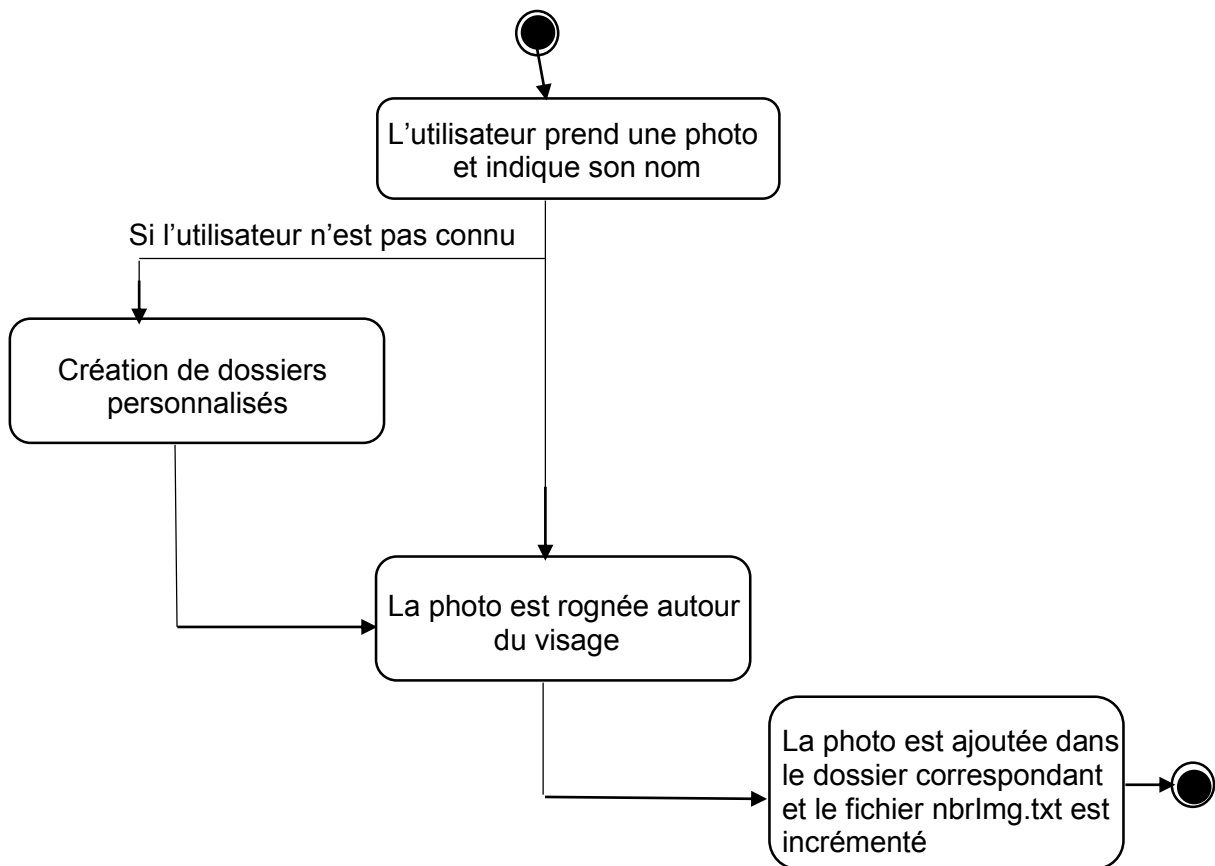 L’utilisateur prend une photo
et indique son nom
Si l’utilisateur n’est pas connu
Création de dossiers
personnalisés
La photo est rognée autour
du visage
La photo est ajoutée dans
le dossier correspondant
et le fichier nbrImg.txt est
incrémenté